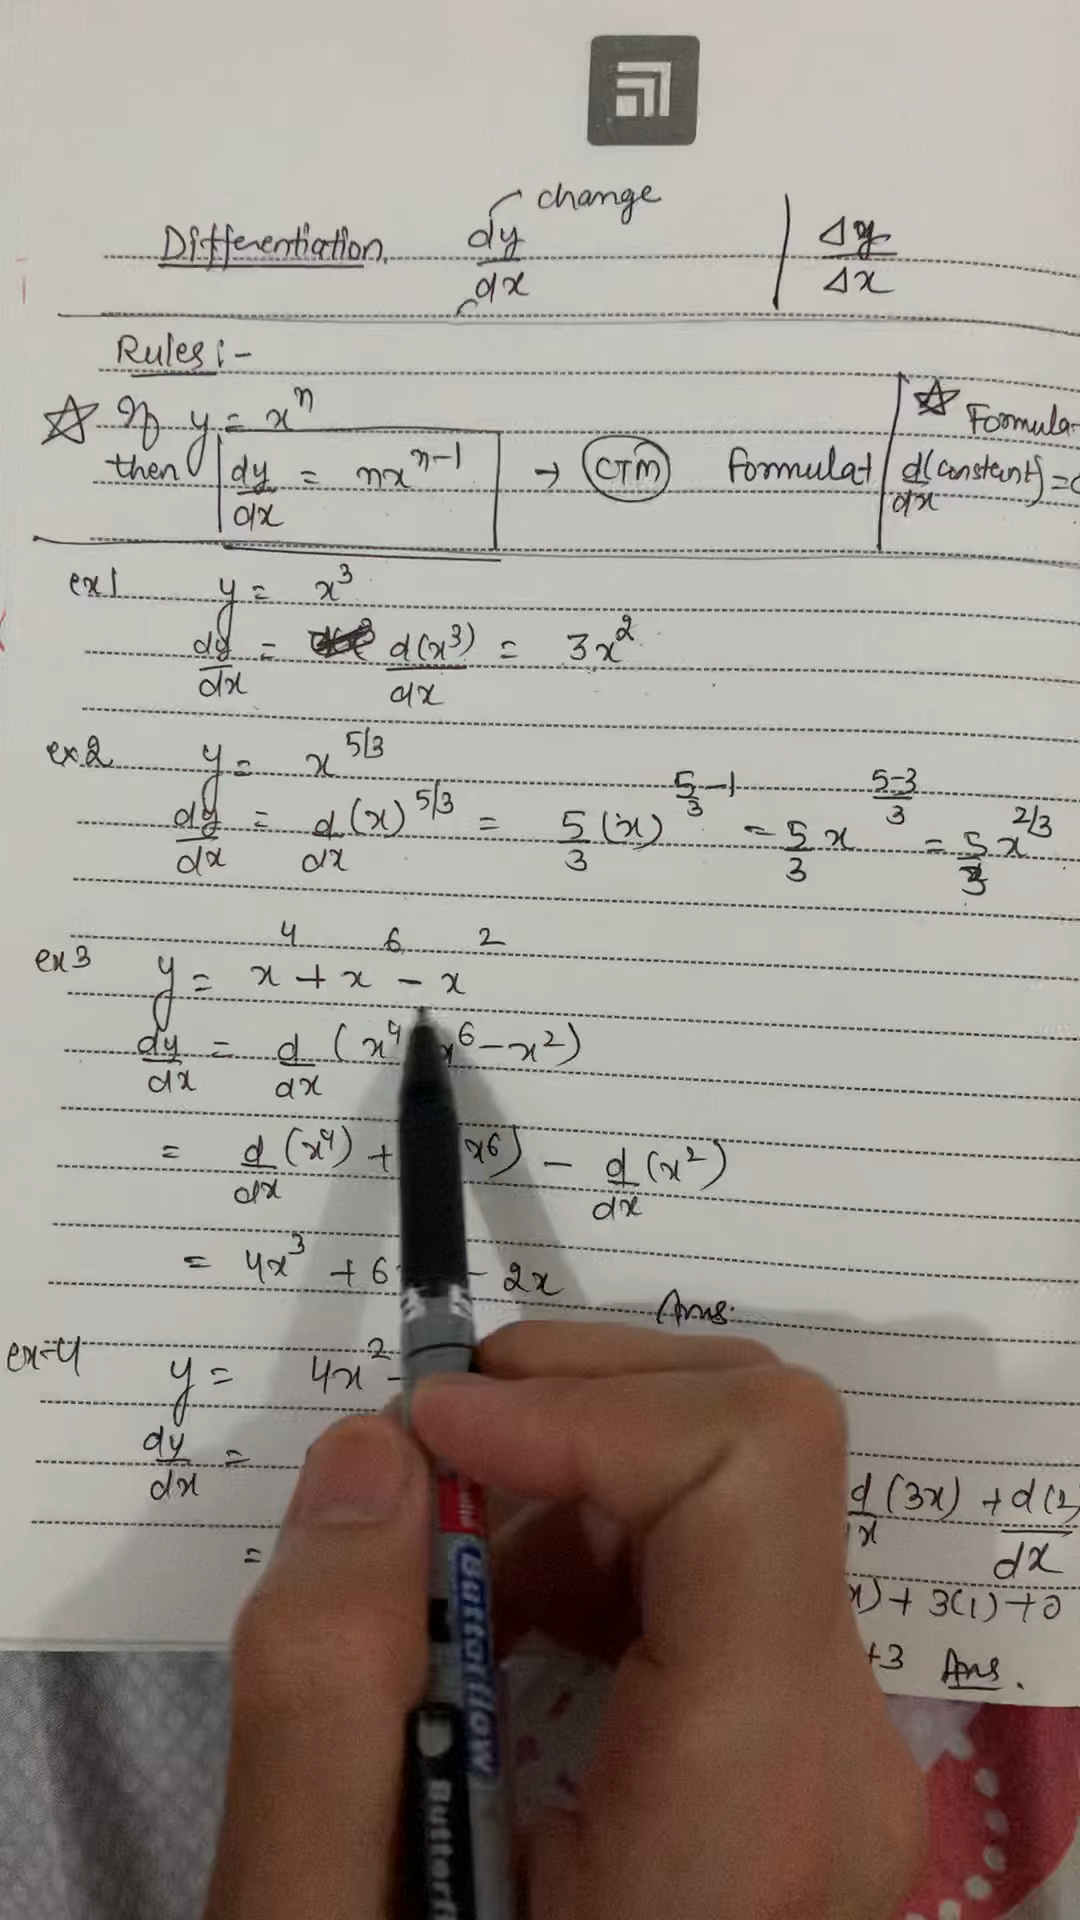 change
Differentiation. dy/dx | Δy/Δx
Rules:-
☆ If y = x^n
then dy/dx = nx^(n-1) → CTM Formulat
☆ Formula
d/dx (constant) =
ex1 y = x^3
dy/dx = d(x^3)/dx = 3x^2
ex2 y = x^5/3
dy/dx = d/dx (x)^5/3 = 5/3 (x)^(5/3 -1) = 5/3 x^((5-3)/3) = 5/3 x^2/3
ex3 y = x^4 + x^6 - x^2
dy/dx = d/dx (x^4 x^6 - x^2)
= d/dx (x^4) + x^6) - d/dx (x^2)
= 4x^3 + 6 - 2x Ans.
ex-4 y = 4x^2 -
dy/dx = d/dx (3x) + d(2/dx
= x) + 3(1) + 0
+3 Ans.
Buttorflow
Butterfl